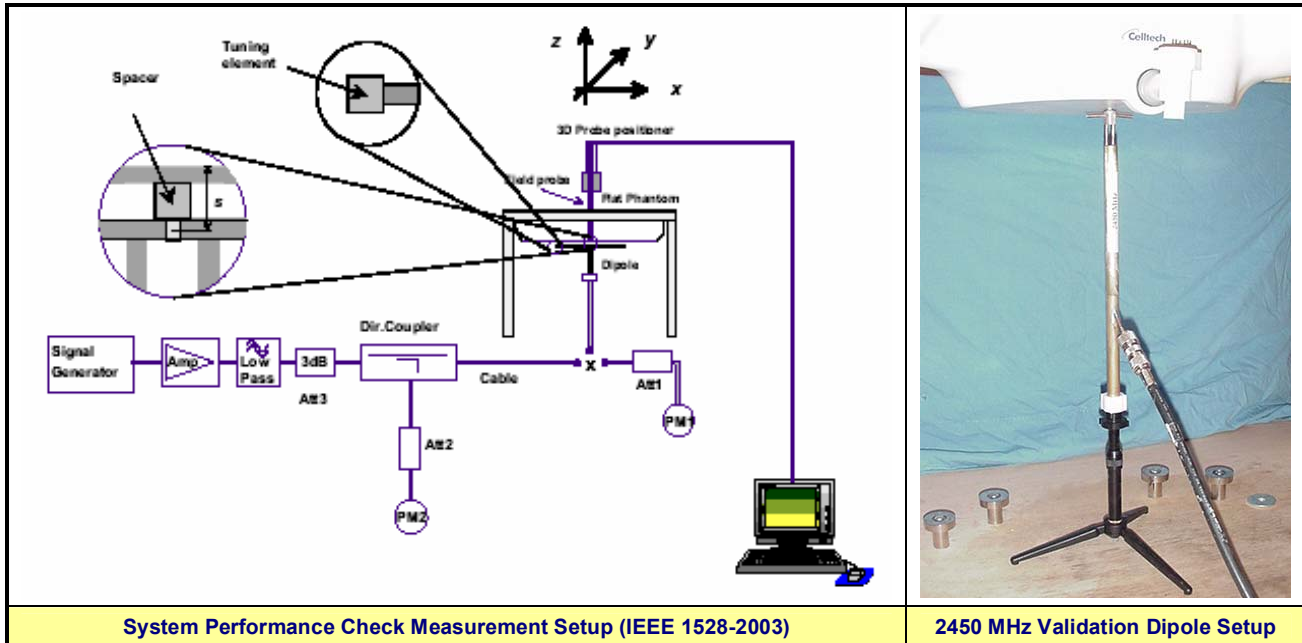 Tuning
element
Spacer
s
z
y
x
3D Probe positioner
Field probe
Flat Phantom
Dipole
Signal
Generator
Amp
Low
Pass
3dB
Att3
Dir.Coupler
Cable
x
Att1
PM1
Att2
PM2
Celltech
2450 MHz
System Performance Check Measurement Setup (IEEE 1528-2003)
2450 MHz Validation Dipole Setup